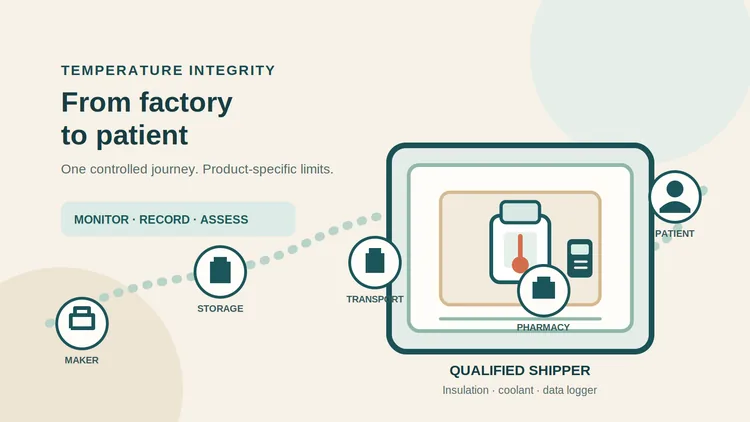 TEMPERATURE INTEGRITY
From factory
to patient
One controlled journey. Product-specific limits.
MONITOR · RECORD · ASSESS
PATIENT
TRANSPORT
STORAGE
PHARMACY
MAKER
QUALIFIED SHIPPER
Insulation · coolant · data logger